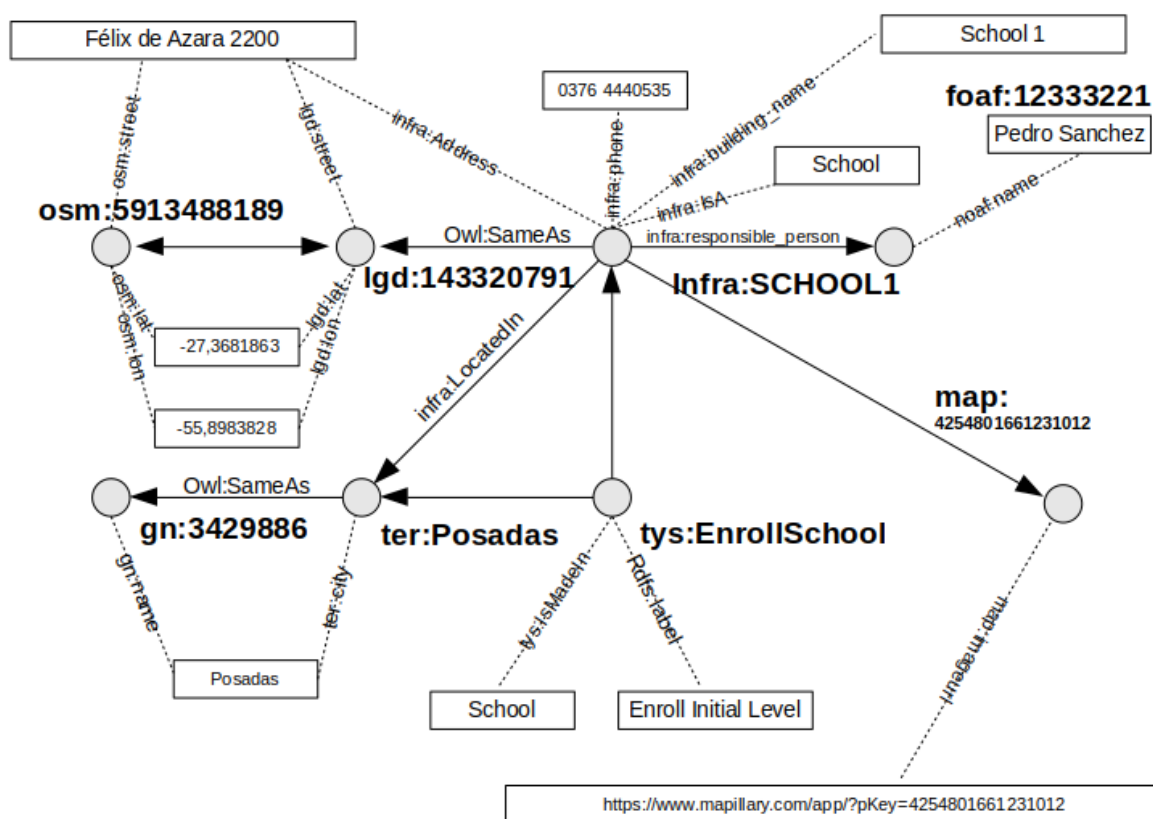 Félix de Azara 2200
School 1
0376 4440535
foaf:12333221
Pedro Sanchez
osm:street
lgd:street
infra:Address
infra:phone
infra:building_name
School
infra:IsA
noaf:name
osm:5913488189
Owl:SameAs
infra:responsible_person
lgd:143320791
Infra:SCHOOL1
osm:lat
osm:lon
lgd:lat
lgd:lon
-27,3681863
infra:LocatedIn
map:
4254801661231012
-55,8983828
Owl:SameAs
gn:3429886
ter:Posadas
tys:EnrollSchool
gn:name
ter:city
tys:IsMadeIn
Rdfs:label
map:imageurl
Posadas
School
Enroll Initial Level
https://www.mapillary.com/app/?pKey=4254801661231012